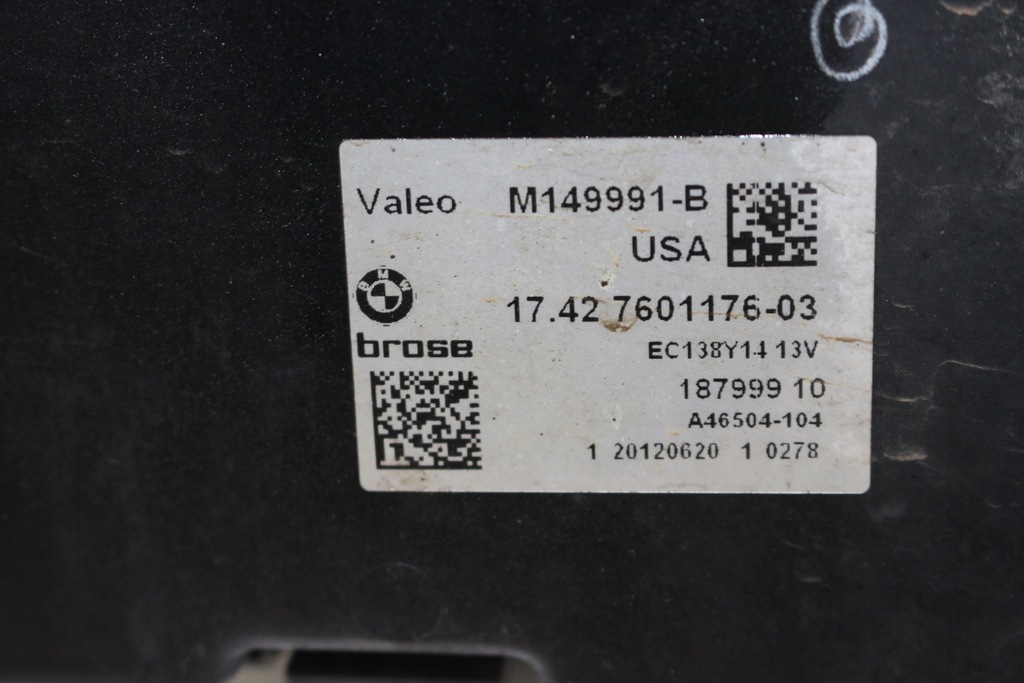 Valeo M149991-B
USA
BMW
17.42 7601176-03
brose
EC138Y14 13V
187999 10
A46504-104
1 20120620 1 0278